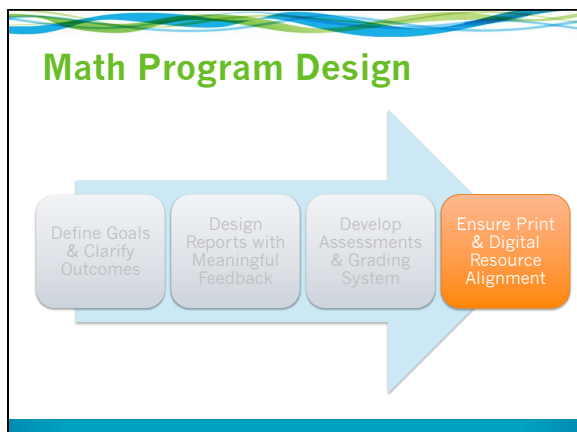 Math Program Design
Define Goals
& Clarify
Outcomes
Design
Reports with
Meaningful
Feedback
Develop
Assessments
& Grading
System
Ensure Print
& Digital
Resource
Alignment